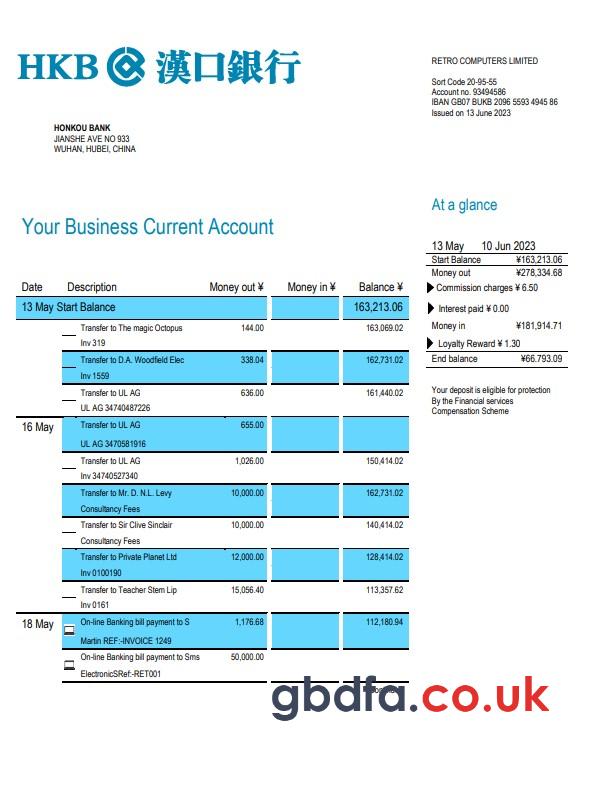 HKB 漢口銀行
RETRO COMPUTERS LIMITED
Sort Code 20-95-55
Account no. 93494586
IBAN GB07 BUKB 2096 5593 4945 86
Issued on 13 June 2023
HONKOU BANK
JIANSHE AVE NO 933
WUHAN, HUBEI, CHINA
At a glance
13 May 10 Jun 2023
Start Balance ¥163,213.06
Money out ¥278,334.68
Commission charges ¥ 6.50
Interest paid ¥ 0.00
Money in ¥181,914.71
Loyalty Reward ¥ 1.30
End balance ¥66.793.09
Your deposit is eligible for protection
By the Financial services
Compensation Scheme
Your Business Current Account
Date Description Money out ¥ Money in ¥ Balance ¥
13 May Start Balance 163,213.06
Transfer to The magic Octopus 144.00 163,069.02
Inv 319
Transfer to D.A. Woodfield Elec 338.04 162,731.02
Inv 1559
Transfer to UL AG 636.00 161,440.02
UL AG 34740487226
16 May Transfer to UL AG 655.00
UL AG 3470581916
Transfer to UL AG 1,026.00 150,414.02
Inv 34740527340
Transfer to Mr. D. N.L. Levy 10,000.00 162,731.02
Consultancy Fees
Transfer to Sir Clive Sinclair 10,000.00 140,414.02
Consultancy Fees
Transfer to Private Planet Ltd 12,000.00 128,414.02
Inv 0100190
Transfer to Teacher Stem Lip 15,056.40 113,357.62
Inv 0161
18 May On-line Banking bill payment to S 1,176.68 112,180.94
Martin REF:-INVOICE 1249
On-line Banking bill payment to Sms 50,000.00
ElectronicSRef:-RET001
gbdfa.co.uk